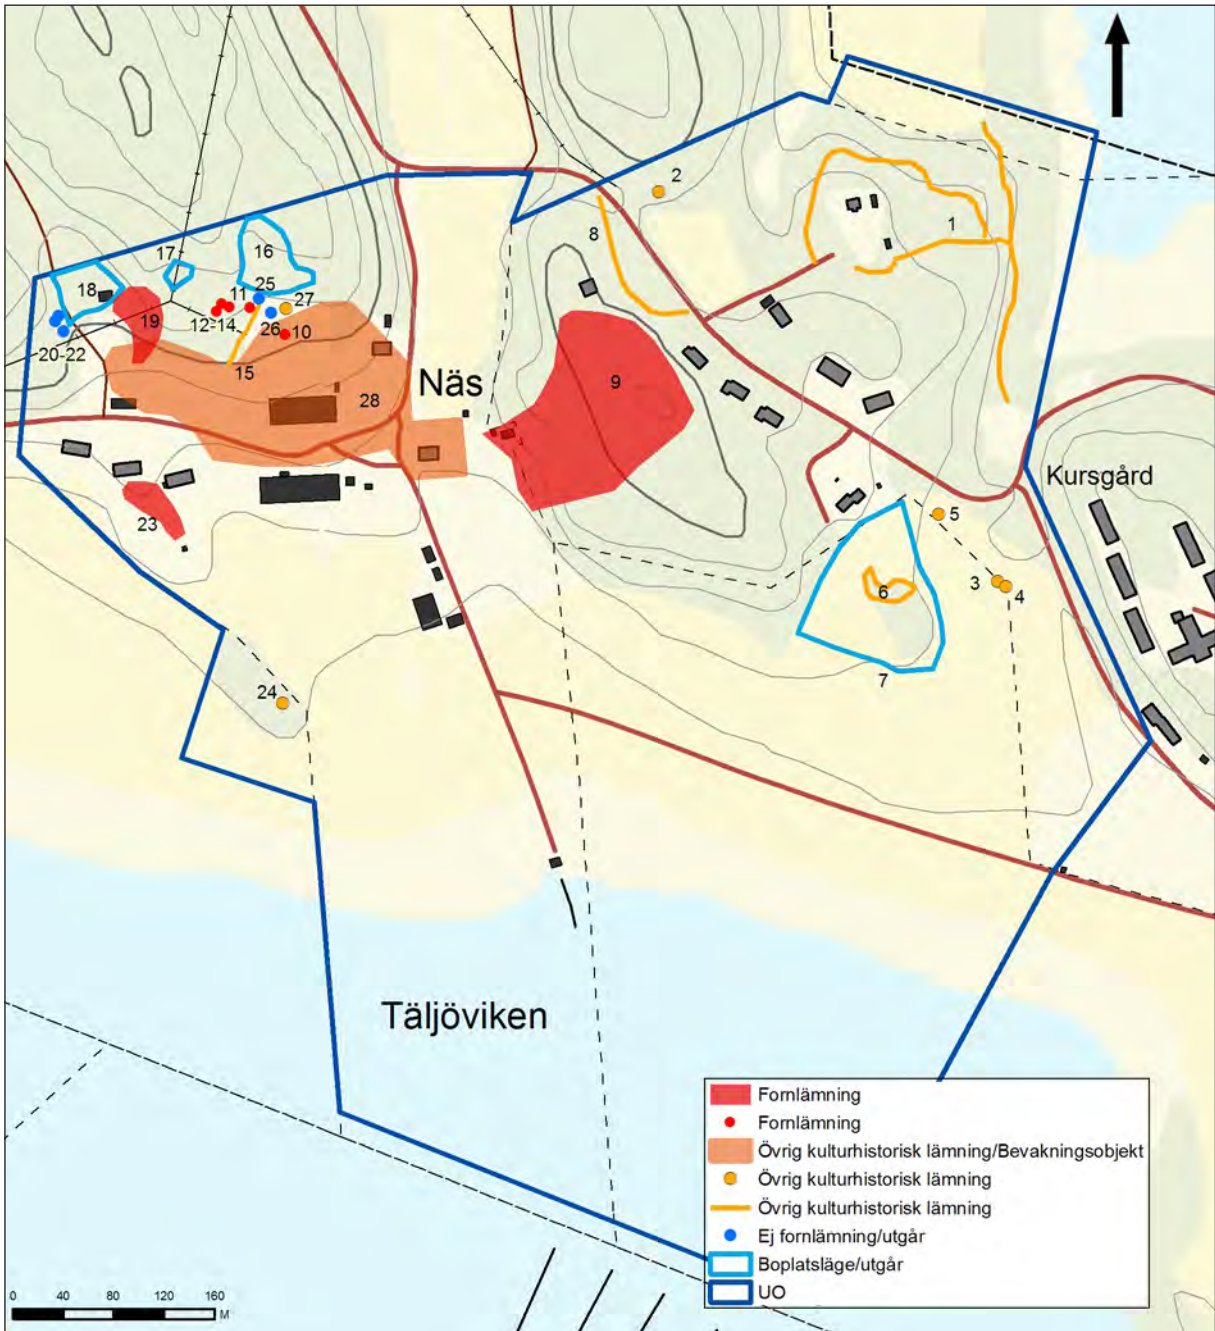 2
1
8
17
16
18
25
27
11
19
12-14
26
10
20-22
15
Näs
9
28
Kursgård
5
23
3
4
6
7
24
Täljöviken
Fornlämning
Fornlämning
Övrig kulturhistorisk lämning/Bevakningsobjekt
Övrig kulturhistorisk lämning
Övrig kulturhistorisk lämning
Ej fornlämning/utgår
Boplatsläge/utgår
UO
0 40 80 120 160
M